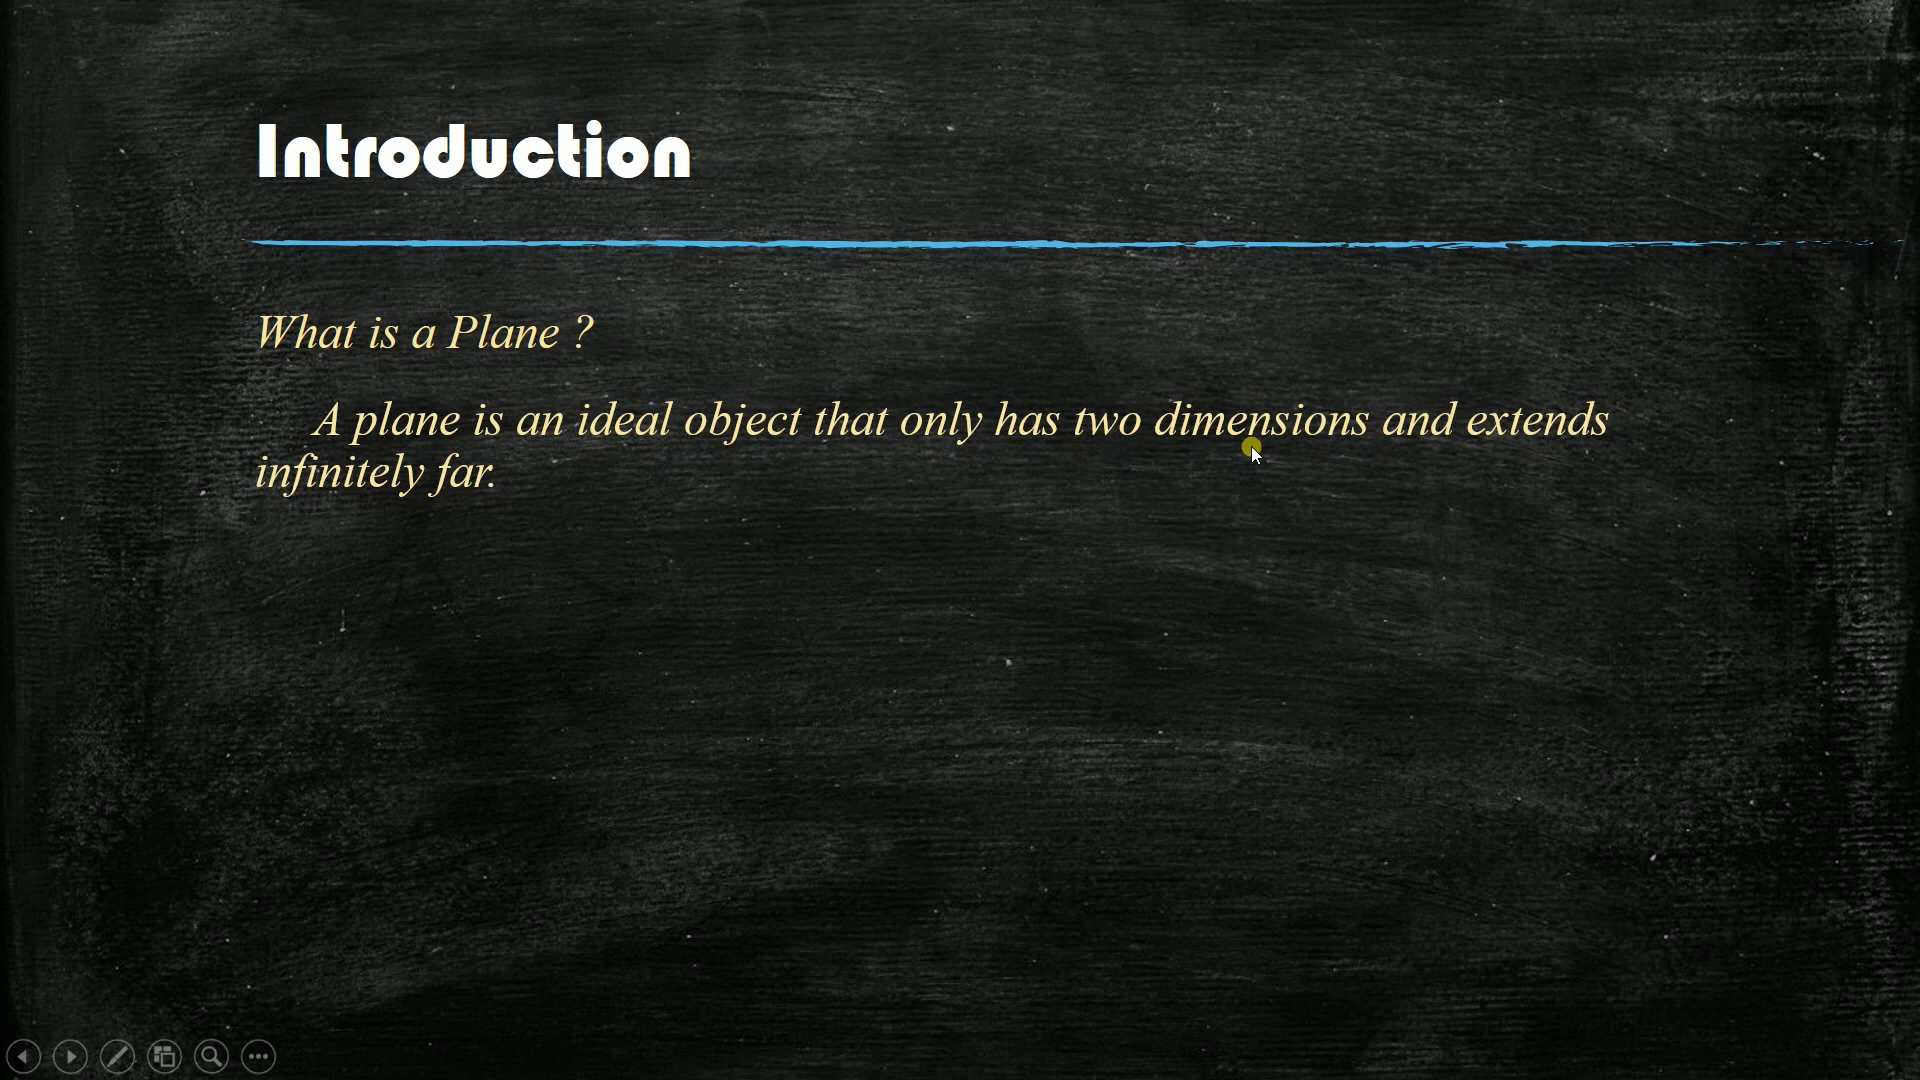 Introduction
What is a Plane ?
A plane is an ideal object that only has two dimensions and extends
infinitely far.